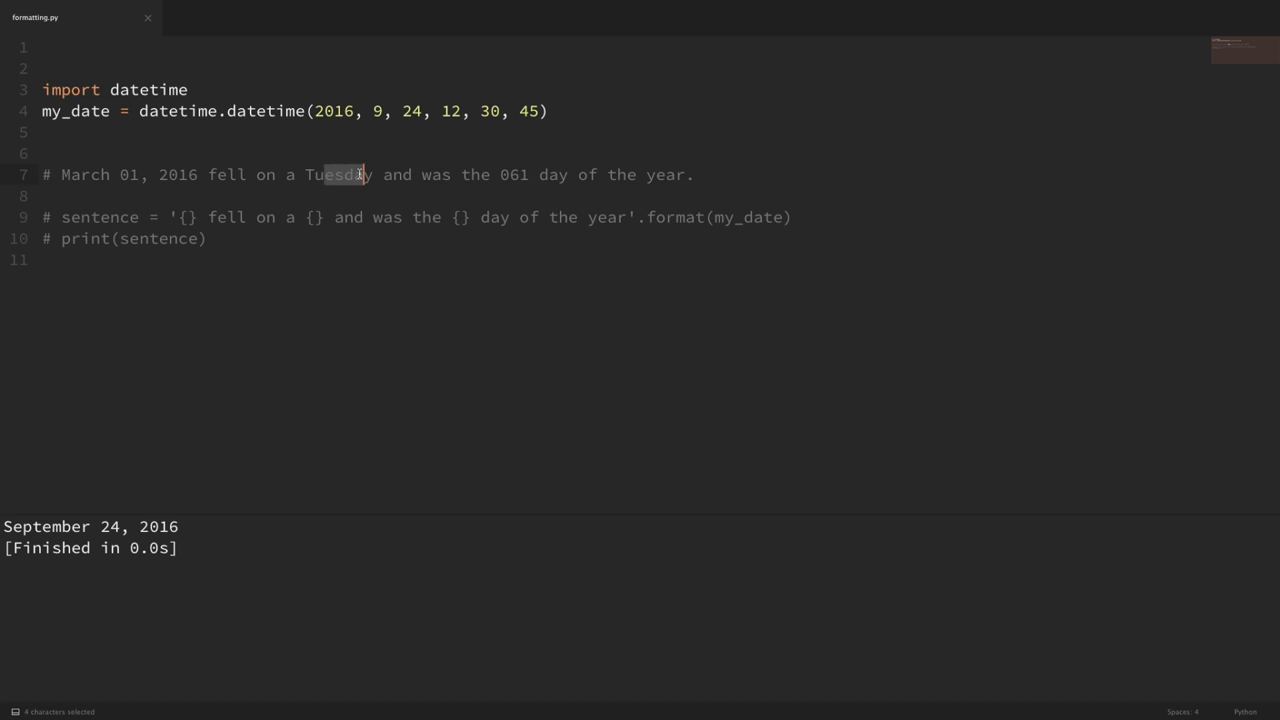 formatting.py
1
2
3 import datetime
4 my_date = datetime.datetime(2016, 9, 24, 12, 30, 45)
5
6
7 # March 01, 2016 fell on a Tuesday and was the 061 day of the year.
8
9 # sentence = '{} fell on a {} and was the {} day of the year'.format(my_date)
10 # print(sentence)
11
September 24, 2016
[Finished in 0.0s]
4 characters selected
Spaces: 4
Python